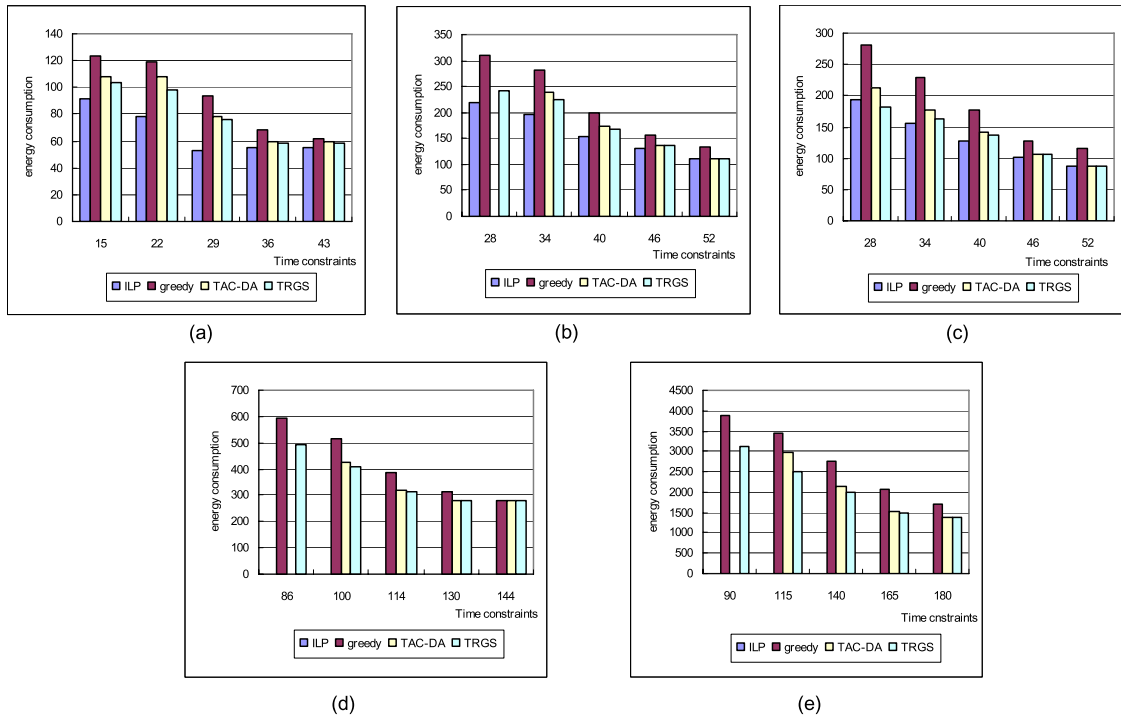 140
120
100
80
60
40
20
0
energy consumption
15 22 29 36 43
Time constraints
ILP greedy TAC-DA TRGS
(a)
350
300
250
200
150
100
50
0
energy consumption
28 34 40 46 52
Time constraints
ILP greedy TAC-DA TRGS
(b)
300
250
200
150
100
50
0
energy consumption
28 34 40 46 52
Time constraints
ILP greedy TAC-DA TRGS
(c)
700
600
500
400
300
200
100
0
energy consumption
86 100 114 130 144
Time constraints
ILP greedy TAC-DA TRGS
(d)
4500
4000
3500
3000
2500
2000
1500
1000
500
0
energy consumption
90 115 140 165 180
Time cnstraints
ILP greedy TAC-DA TRGS
(e)